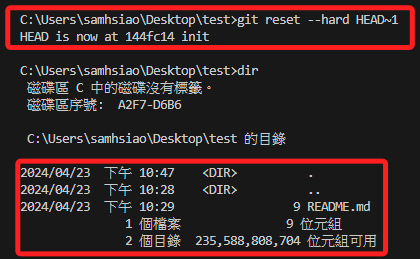 C:\Users\samhsiao\Desktop\test>git reset --hard HEAD~1
HEAD is now at 144fc14 init
C:\Users\samhsiao\Desktop\test>dir
磁碟區 C 中的磁碟沒有標籤。
磁碟區序號:  A2F7-D6B6
C:\Users\samhsiao\Desktop\test 的目錄
2024/04/23  下午 10:47    <DIR>          .
2024/04/23  下午 10:28    <DIR>          ..
2024/04/23  下午 10:29                 9 README.md
1 個檔案               9 位元組
2 個目錄  235,588,808,704 位元組可用